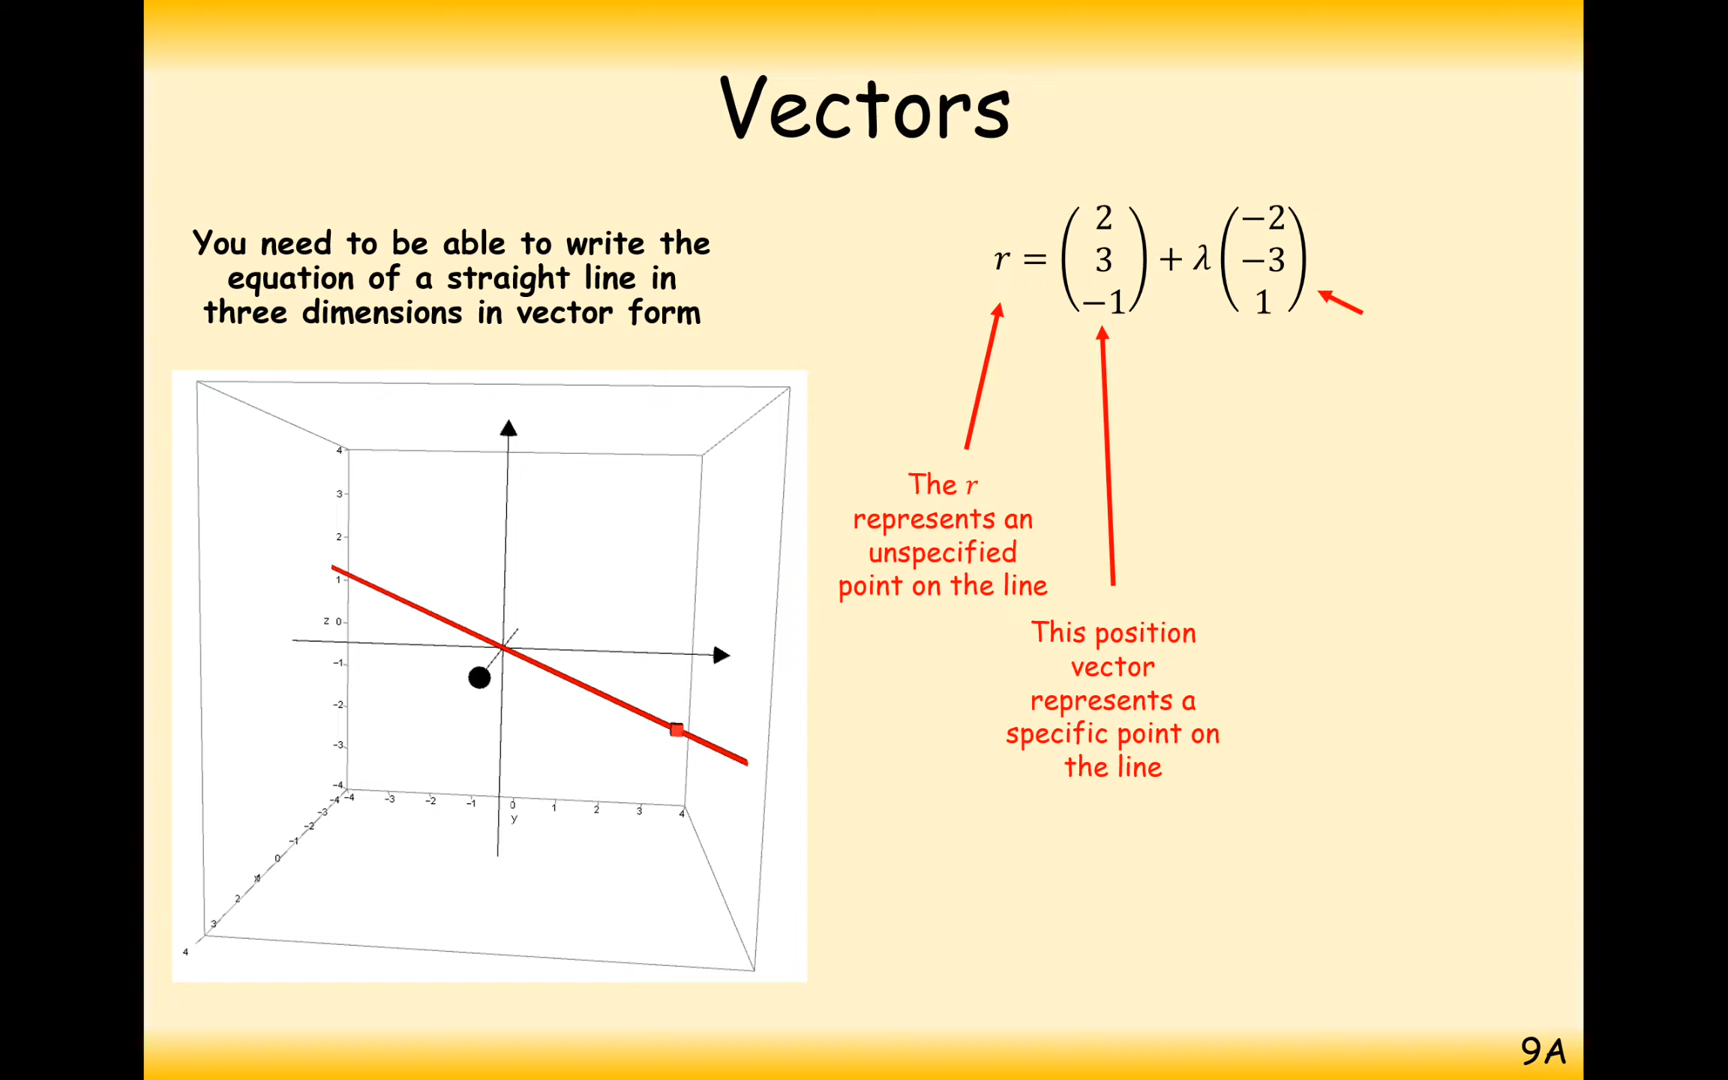 Vectors
You need to be able to write the
equation of a straight line in
three dimensions in vector form
r = (2 3 −1) + λ (−2 −3 1)
The r
represents an
unspecified
point on the line
This position
vector
represents a
specific point on
the line
4
3
2
1
z 0
-1
-2
-3
-4
-4 -3 -2 -1 0 1 2 3 4
y
-4
-3
-2
-1
0
2
3
4
9A